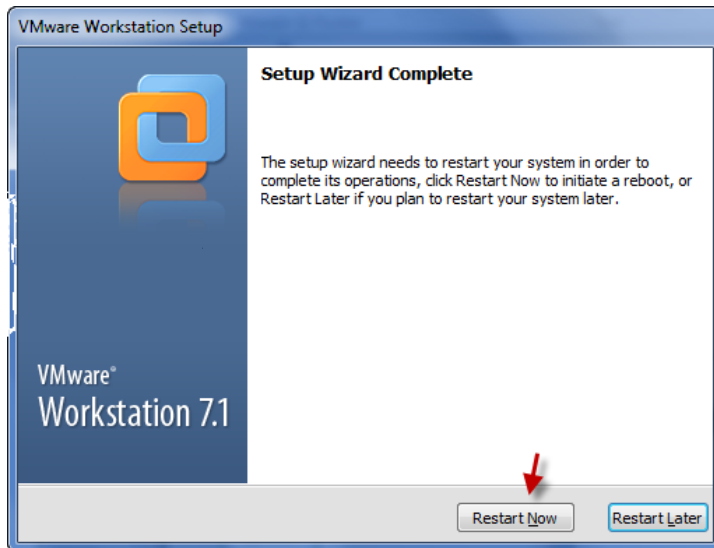 VMware Workstation Setup
Setup Wizard Complete
The setup wizard needs to restart your system in order to
complete its operations, click Restart Now to initiate a reboot, or
Restart Later if you plan to restart your system later.
VMware®
Workstation 7.1
Restart Now
Restart Later